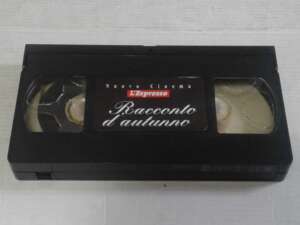 Nuovo Cinema
L'Espresso
Racconto
d'autunno